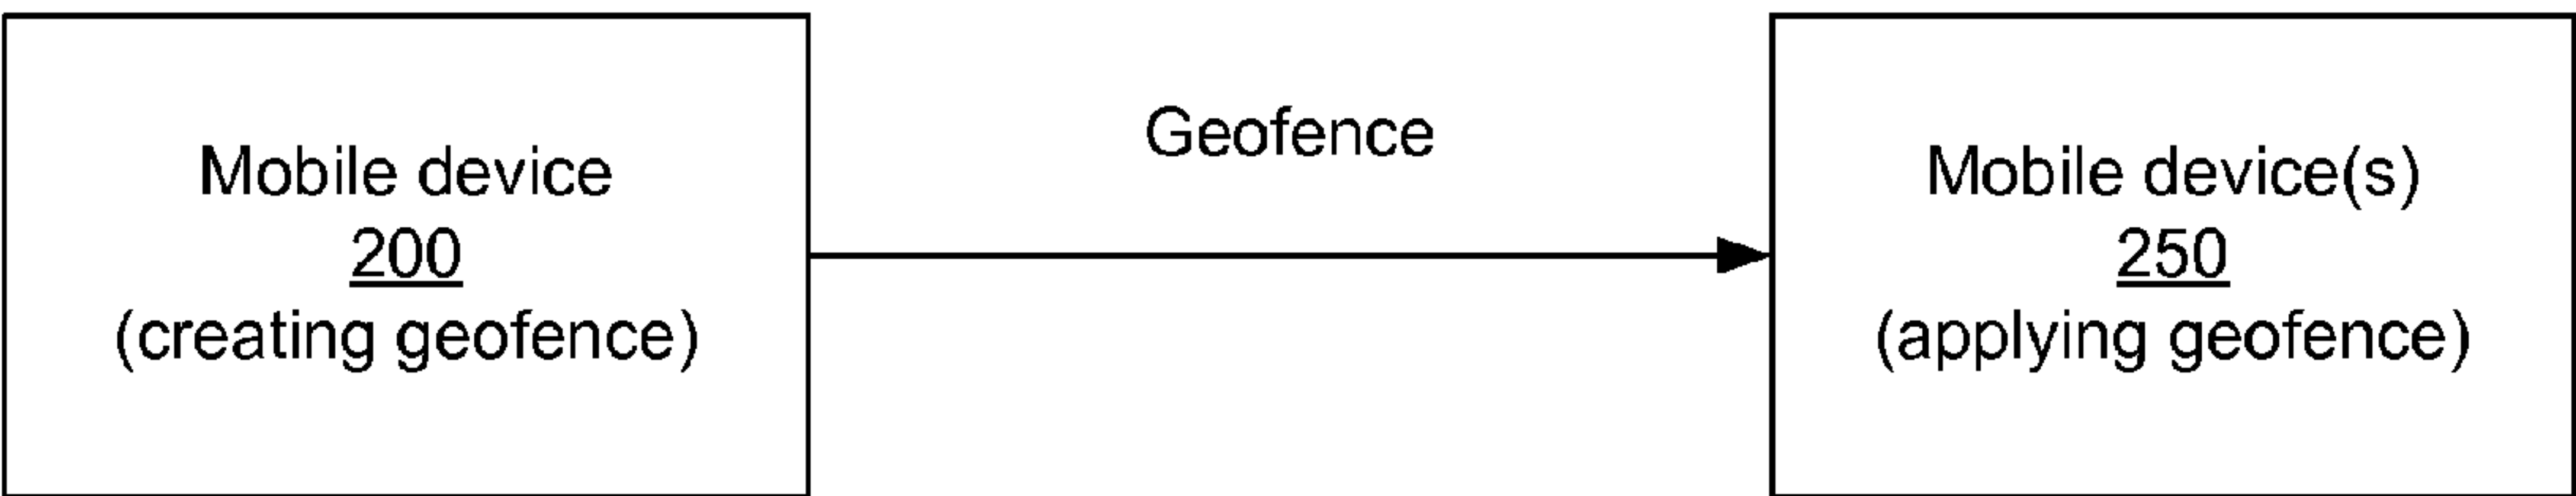 Mobile device
200
(creating geofence)
Geofence
Mobile device(s)
250
(applying geofence)